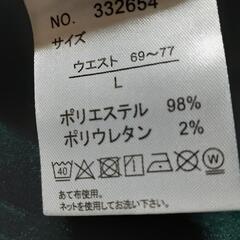 NO. 332654
サイズ
ウエスト 69～77
L
ポリエステル 98%
ポリウレタン 2%
40 W
あて布使用。
ネットを使用してお洗い下さい。